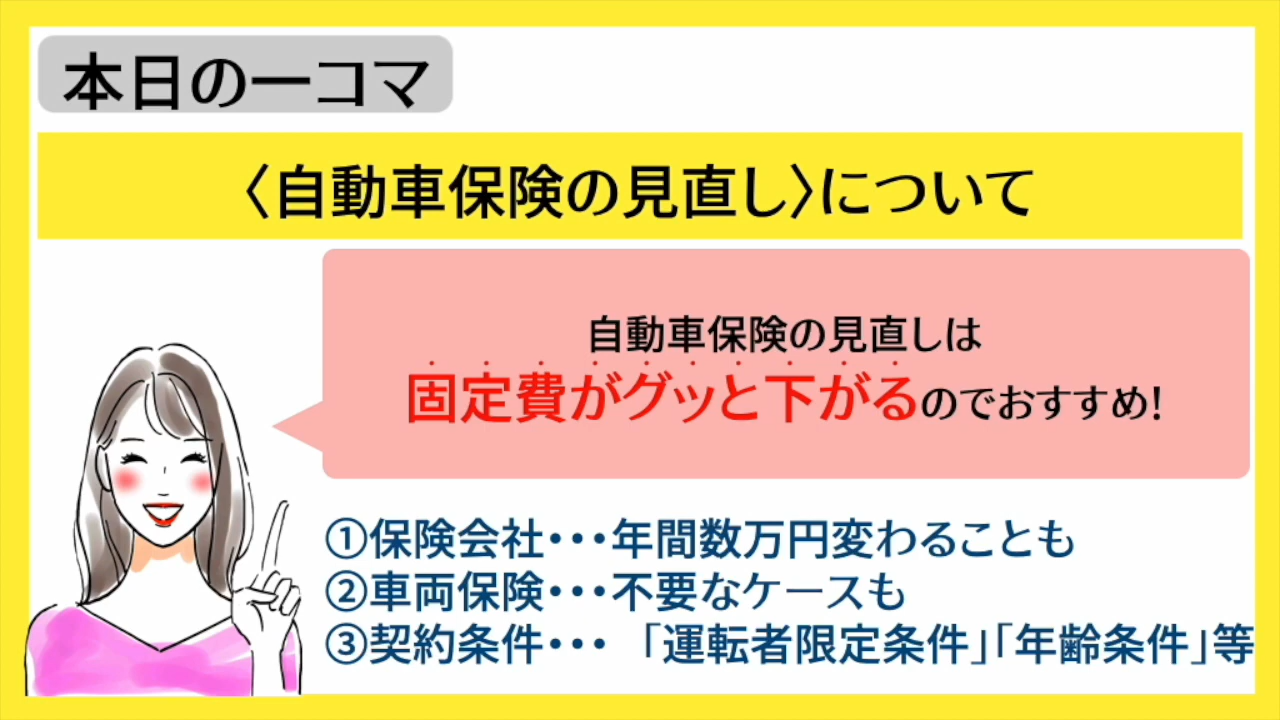 本日の一コマ
〈自動車保険の見直し〉について
自動車保険の見直しは
固定費がグッと下がるのでおすすめ!
①保険会社・・・年間数万円変わることも
②車両保険・・・不要なケースも
③契約条件・・・「運転者限定条件」「年齢条件」等